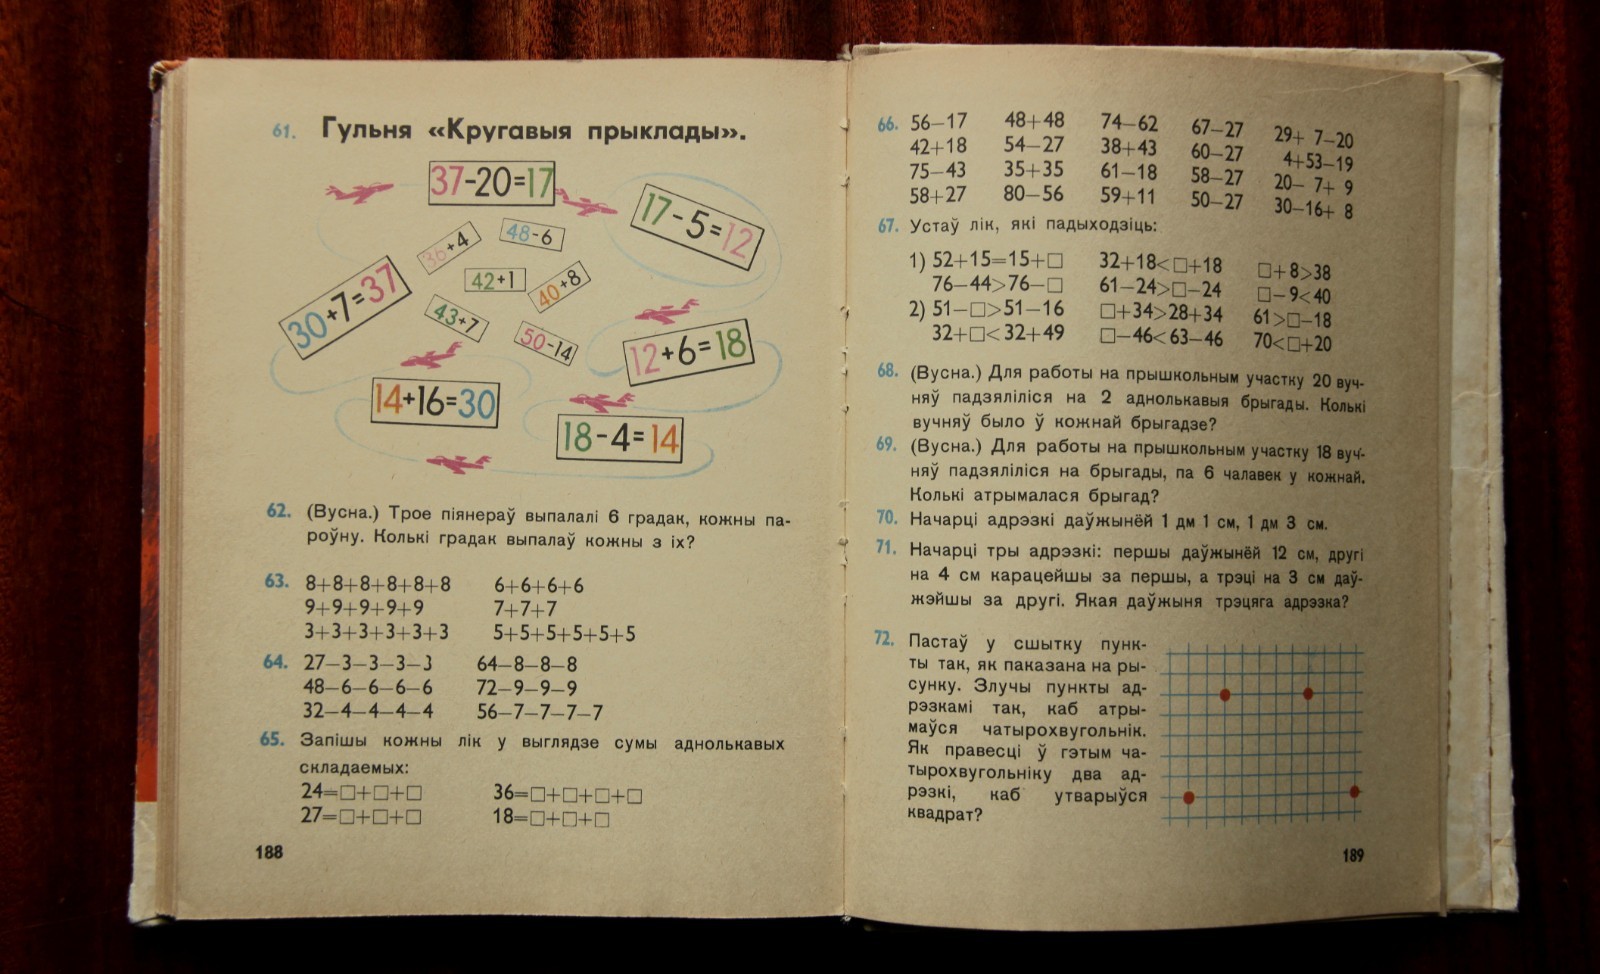 61. Гульня «Кругавыя прыклады».
37-20=17
17-5=12
36+4
48-6
42+1
40+8
30+7=37
43+7
50-14
12+6=18
14+16=30
18-4=14
62. (Вусна.) Трое піянераў выпалалі 6 градак, кожны па-
роўну. Колькі градак выпалаў кожны з іх?
63. 8+8+8+8+8+8 6+6+6+6
9+9+9+9+9 7+7+7
3+3+3+3+3+3 5+5+5+5+5+5
64. 27—3—3—3—3 64—8—8—8
48—6—6—6—6 72—9—9—9
32—4—4—4—4 56—7—7—7—7
65. Запішы кожны лік у выглядзе сумы аднолькавых
складаемых:
24=□+□+□ 36=□+□+□+□
27=□+□+□ 18=□+□+□
188
66. 56—17 48+48 74—62 67—27 29+ 7—20
42+18 54—27 38+43 60—27 4+53—19
75—43 35+35 61—18 58—27 20— 7+ 9
58+27 80—56 59+11 50—27 30—16+ 8
67. Устаў лік, які падыходзіць:
1) 52+15=15+□ 32+18<□+18 □+8>38
76—44>76—□ 61—24>□—24 □—9<40
2) 51—□>51—16 □+34>28+34 61>□—18
32+□<32+49 □—46<63—46 70<□+20
68. (Вусна.) Для работы на прышкольным участку 20 вуч-
няў падзяліліся на 2 аднолькавыя брыгады. Колькі
вучняў было ў кожнай брыгадзе?
69. (Вусна.) Для работы на прышкольным участку 18 вуч-
няў падзяліліся на брыгады, па 6 чалавек у кожнай.
Колькі атрымалася брыгад?
70. Начарці адрэзкі даўжынёй 1 дм 1 см, 1 дм 3 см.
71. Начарці тры адрэзкі: першы даўжынёй 12 см, другі
на 4 см карацейшы за першы, а трэці на 3 см даў-
жэйшы за другі. Якая даўжыня трэцяга адрэзка?
72. Пастаў у сшытку пунк-
ты так, як паказана на ры-
сунку. Злучы пункты ад-
рэзкамі так, каб атры-
маўся чатырохвугольнік.
Як правесці ў гэтым ча-
тырохвугольніку два ад-
рэзкі, каб утварыўся
квадрат?
189